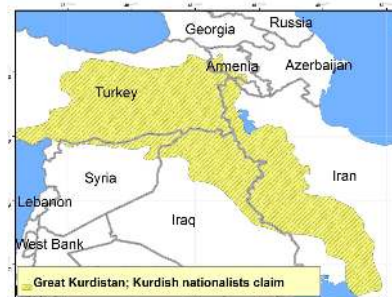 Russia
Georgia
Armenia
Azerbaijan
Turkey
Syria
Iran
Lebanon
Iraq
West Bank
Great Kurdistan; Kurdish nationalists claim